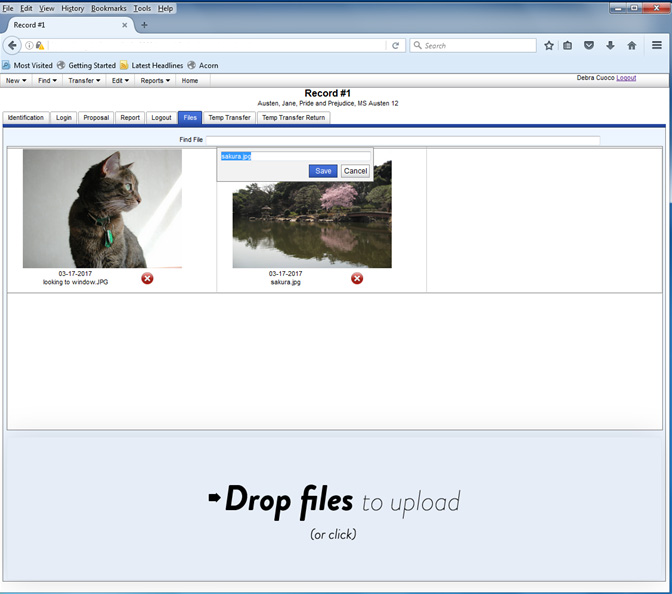 File Edit View History Bookmarks Tools Help
Record #1
Search
Most Visited Getting Started Latest Headlines Acorn
New Find Transfer Edit Reports Home
Debra Cuoco Logout
Record #1
Austen, Jane, Pride and Prejudice, MS Austen 12
Identification Login Proposal Report Logout Files Temp Transfer Temp Transfer Return
Find File
sakura.jpg
Save Cancel
03-17-2017
looking to window.JPG
03-17-2017
sakura.jpg
Drop files to upload
(or click)